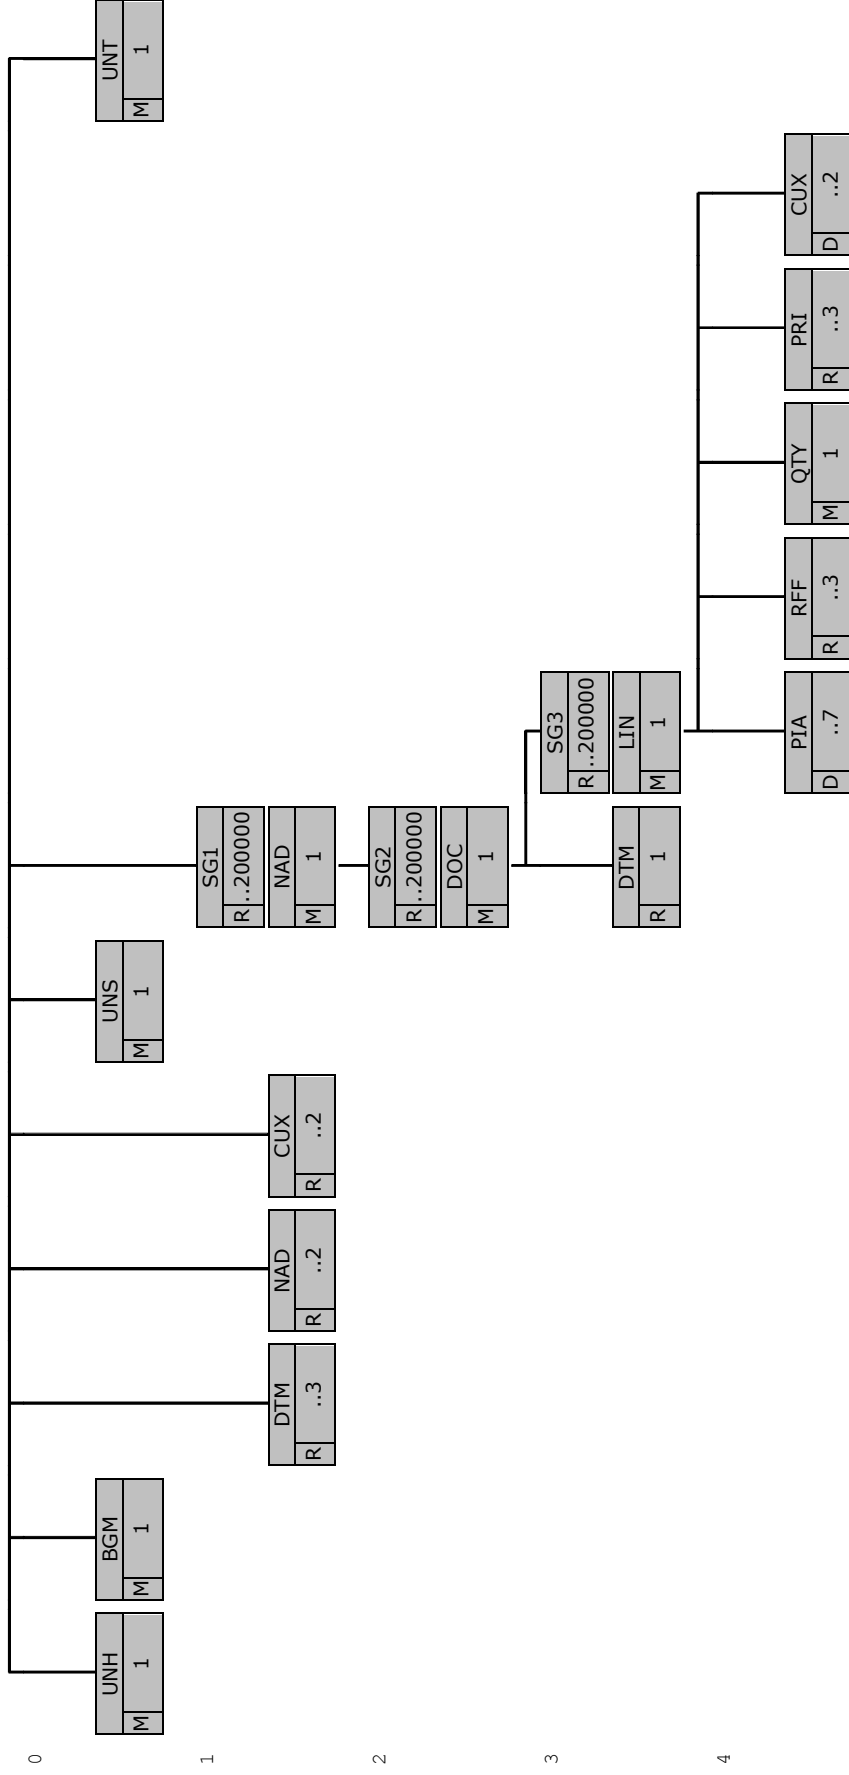 0
UNH
M 1
BGM
M 1
UNS
M 1
UNT
M 1
1
DTM
R ..3
NAD
R ..2
CUX
R ..2
SG1
R ..200000
NAD
M 1
2
SG2
R ..200000
DOC
M 1
3
DTM
R 1
SG3
R ..200000
LIN
M 1
4
PIA
D ..7
RFF
R ..3
QTY
M 1
PRI
R ..3
CUX
D ..2